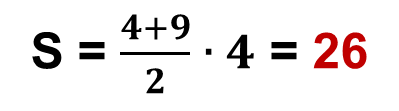 S = (4+9)/2 · 4 = 26